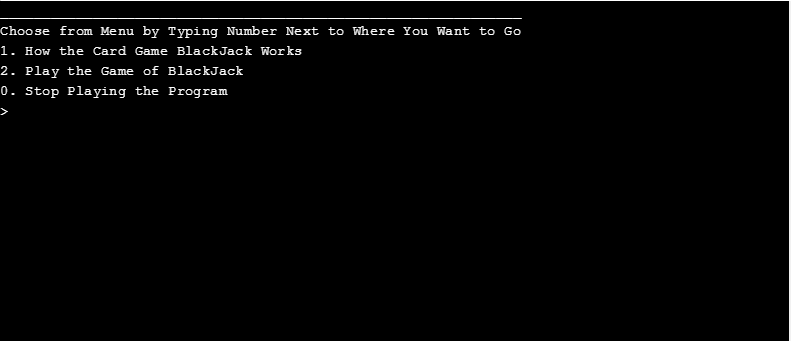 Choose from Menu by Typing Number Next to Where You Want to Go
1. How the Card Game BlackJack Works
2. Play the Game of BlackJack
0. Stop Playing the Program
>